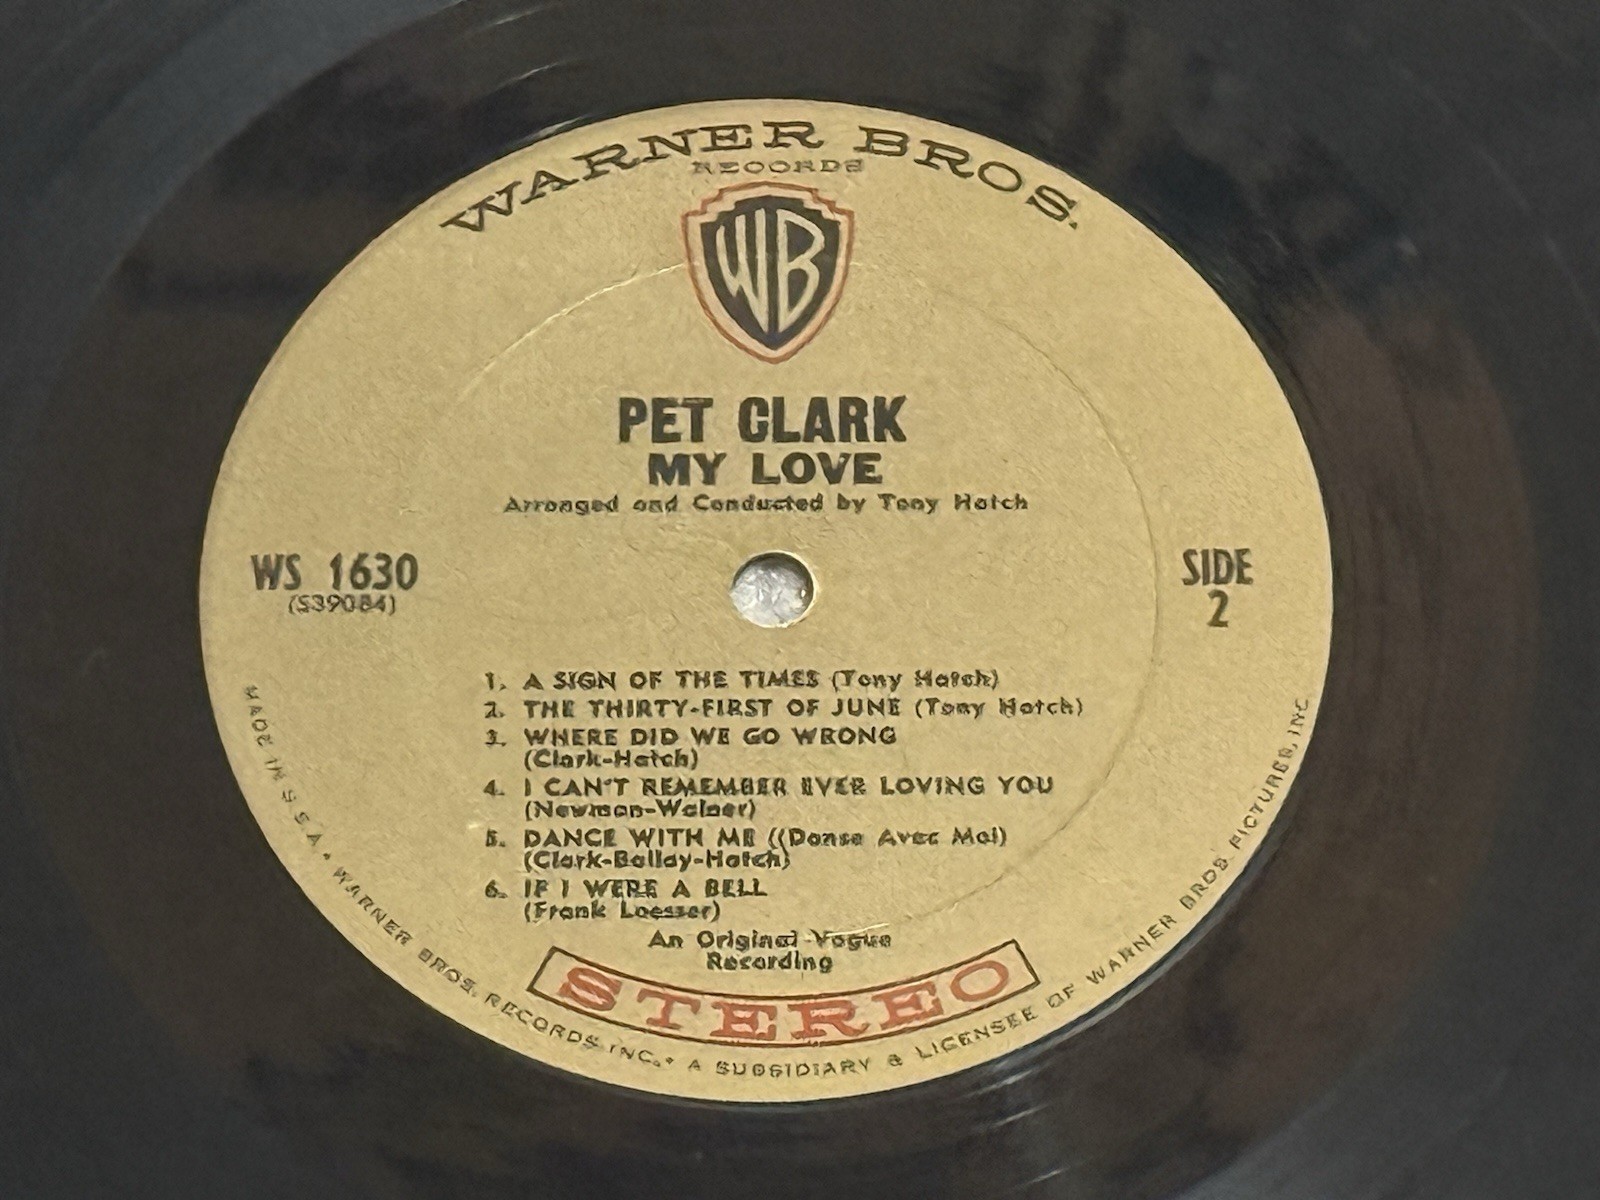 WARNER BROS.
RECORDS
WB
PET CLARK
MY LOVE
Arranged and Conducted by Tony Hatch
WS 1630
(S39084)
SIDE
2
1. A SIGN OF THE TIMES (Tony Hatch)
2. THE THIRTY-FIRST OF JUNE (Tony Hatch)
3. WHERE DID WE GO WRONG
(Clark-Hatch)
4. I CAN'T REMEMBER EVER LOVING YOU
(Newman-Walner)
5. DANCE WITH ME ((Danse Avec Moi)
(Clark-Ballay-Hatch)
6. IF I WERE A BELL
(Frank Loesser)
An Original Vogue
Recording
STEREO
MADE IN U.S.A. • WARNER BROS. RECORDS INC. • A SUBSIDIARY & LICENSEE OF WARNER BROS. PICTURES, INC.